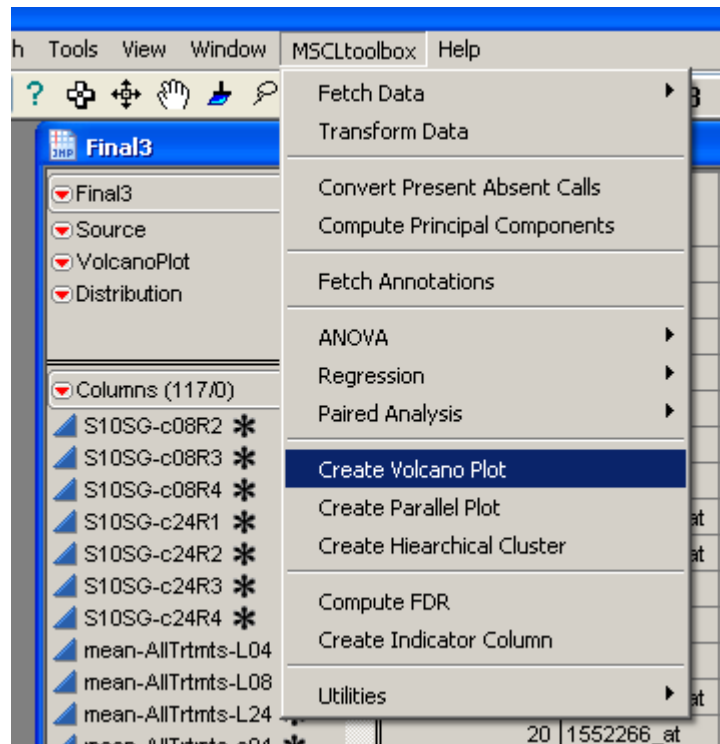 h Tools View Window MSCLtoolbox Help
?
Final3
Final3
Source
VolcanoPlot
Distribution
Columns (117/0)
S10SG-c08R2
S10SG-c08R3
S10SG-c08R4
S10SG-c24R1
S10SG-c24R2
S10SG-c24R3
S10SG-c24R4
mean-AllTrtmts-L04
mean-AllTrtmts-L08
mean-AllTrtmts-L24
Fetch Data
Transform Data
Convert Present Absent Calls
Compute Principal Components
Fetch Annotations
ANOVA
Regression
Paired Analysis
Create Volcano Plot
Create Parallel Plot
Create Hiearchical Cluster
Compute FDR
Create Indicator Column
Utilities
at
at
at
20 1552266_at